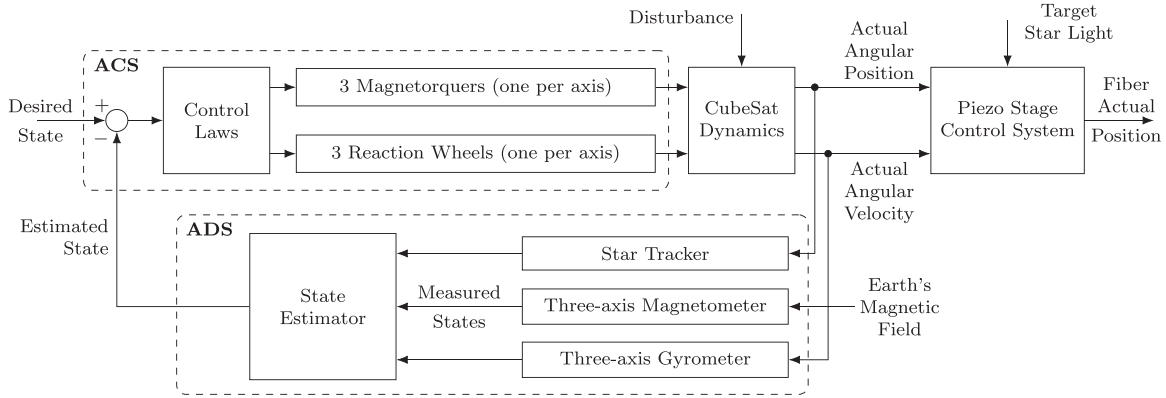 Disturbance
Target
Star Light
Actual
Angular
Position
ACS
Desired
State
+
−
Control
Laws
3 Magnetorquers (one per axis)
3 Reaction Wheels (one per axis)
CubeSat
Dynamics
Piezo Stage
Control System
Fiber
Actual
Position
Actual
Angular
Velocity
Estimated
State
ADS
State
Estimator
Measured
States
Star Tracker
Three-axis Magnetometer
Three-axis Gyrometer
Earth's
Magnetic
Field